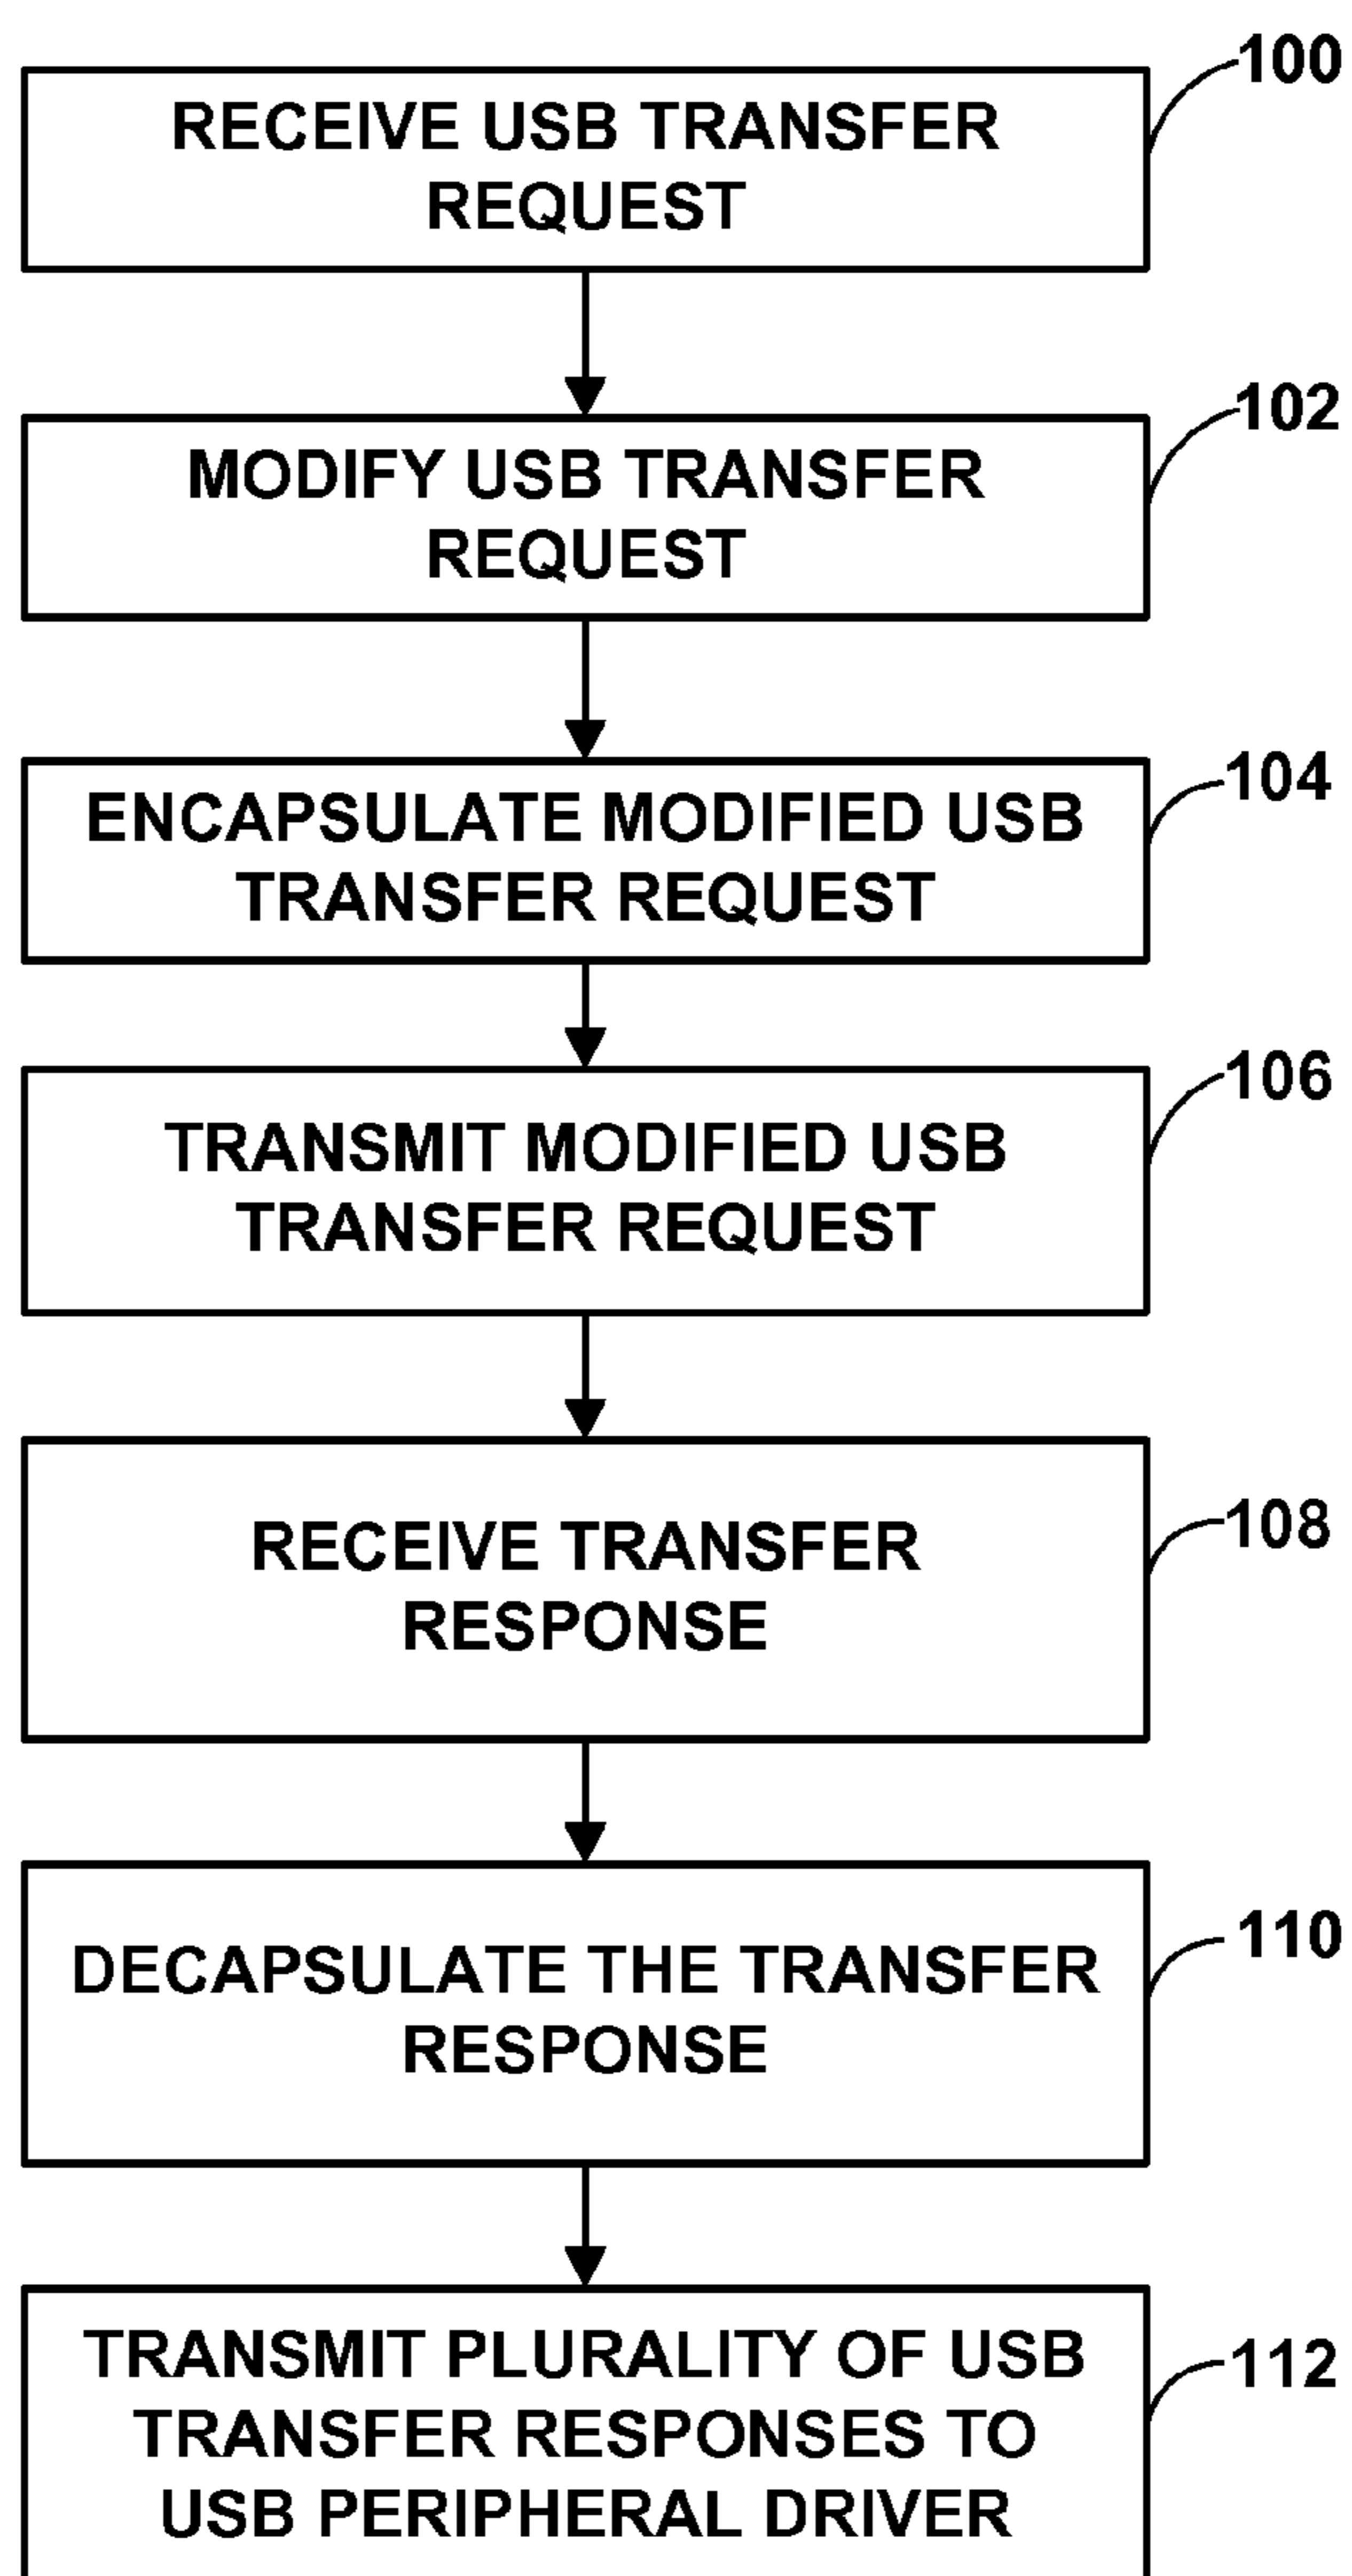 100
RECEIVE USB TRANSFER
REQUEST
102
MODIFY USB TRANSFER
REQUEST
104
ENCAPSULATE MODIFIED USB
TRANSFER REQUEST
106
TRANSMIT MODIFIED USB
TRANSFER REQUEST
108
RECEIVE TRANSFER
RESPONSE
110
DECAPSULATE THE TRANSFER
RESPONSE
112
TRANSMIT PLURALITY OF USB
TRANSFER RESPONSES TO
USB PERIPHERAL DRIVER